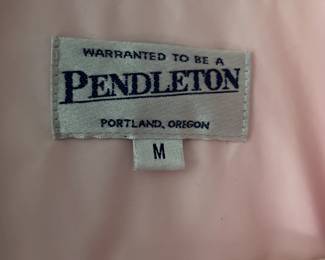 WARRANTED TO BE A
PENDLETON
PORTLAND, OREGON
M